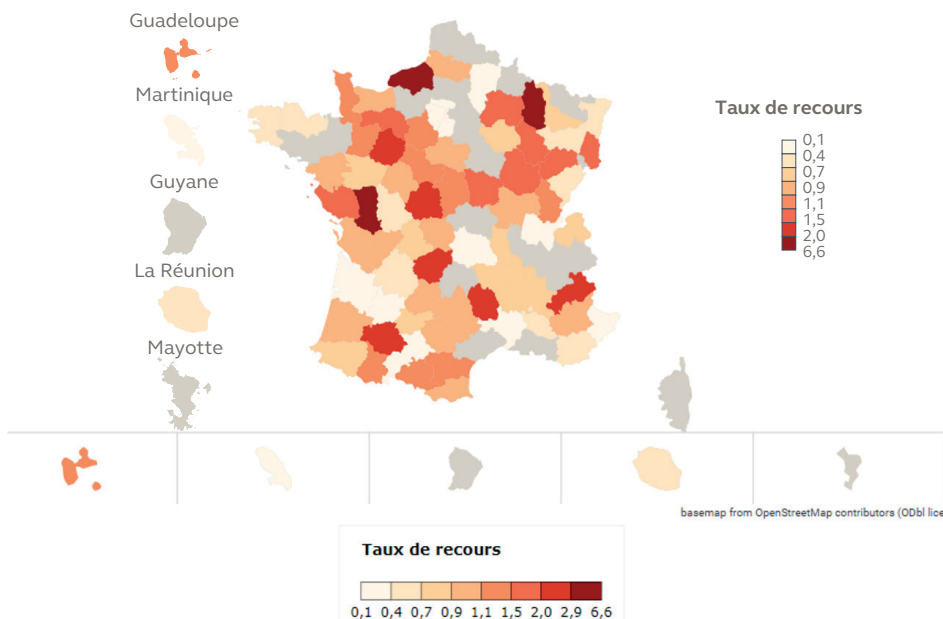 Guadeloupe
Martinique
Guyane
La Réunion
Mayotte
Taux de recours
0,1
0,4
0,7
0,9
1,1
1,5
2,0
6,6
basemap from OpenStreetMap contributors (ODbl lice
Taux de recours
0,1 0,4 0,7 0,9 1,1 1,5 2,0 2,9 6,6